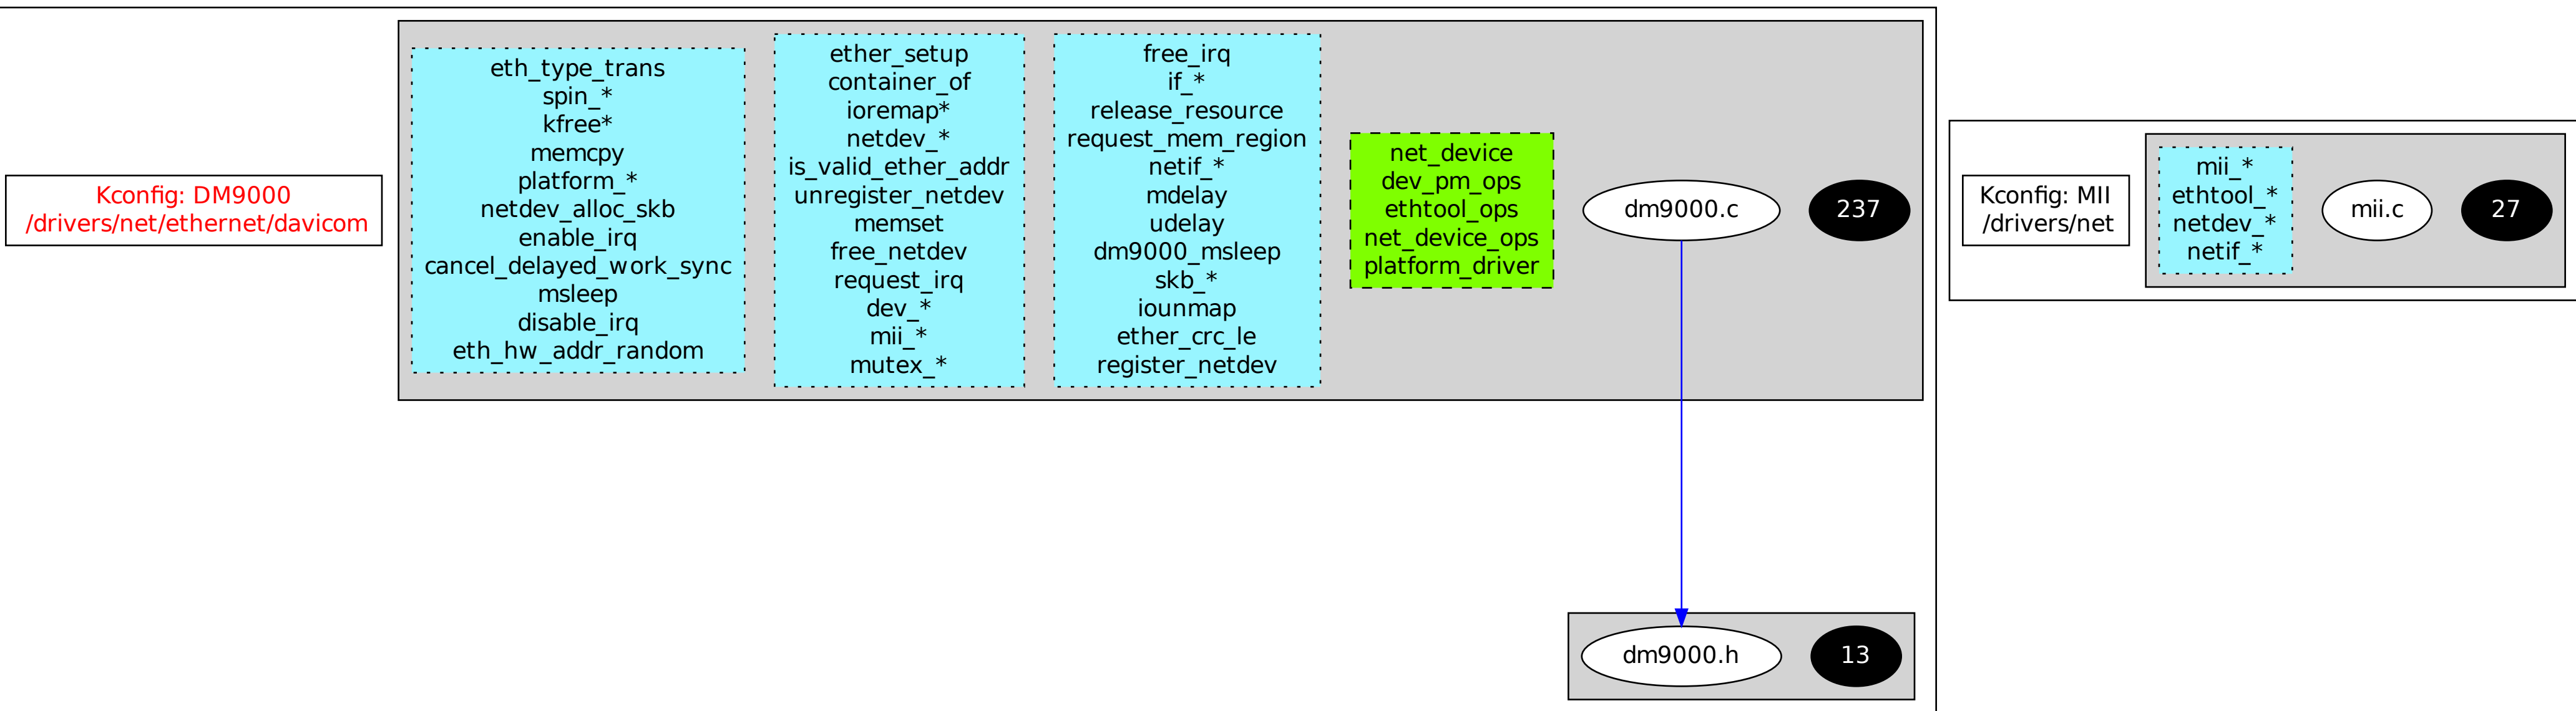 Kconfig: DM9000
/drivers/net/ethernet/davicom
eth_type_trans
spin_*
kfree*
memcpy
platform_*
netdev_alloc_skb
enable_irq
cancel_delayed_work_sync
msleep
disable_irq
eth_hw_addr_random
ether_setup
container_of
ioremap*
netdev_*
is_valid_ether_addr
unregister_netdev
memset
free_netdev
request_irq
dev_*
mii_*
mutex_*
free_irq
if_*
release_resource
request_mem_region
netif_*
mdelay
udelay
dm9000_msleep
skb_*
iounmap
ether_crc_le
register_netdev
net_device
dev_pm_ops
ethtool_ops
net_device_ops
platform_driver
dm9000.c
237
dm9000.h
13
Kconfig: MII
/drivers/net
mii_*
ethtool_*
netdev_*
netif_*
mii.c
27